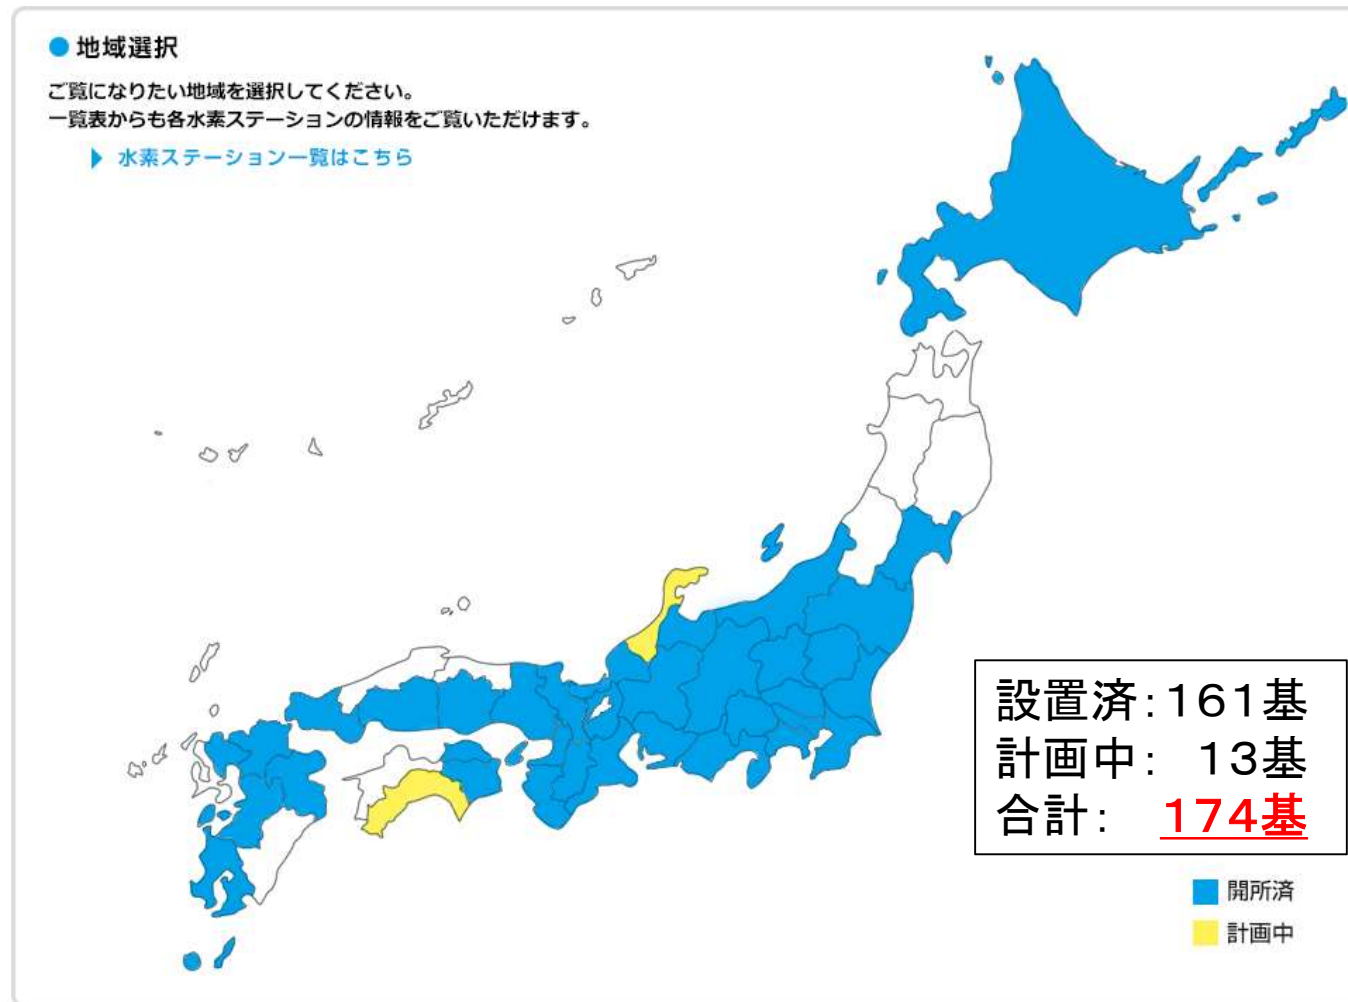 ● 地域選択
ご覧になりたい地域を選択してください。
一覧表からも各水素ステーションの情報をご覧いただけます。
▶ 水素ステーション一覧はこちら
設置済:161基
計画中: 13基
合計: 174基
開所済
計画中